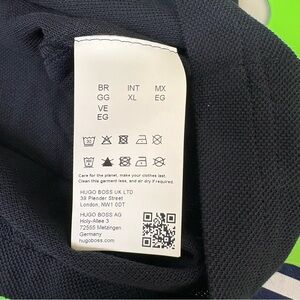 BR INT MX
GG XL EG
VE
EG
Care for the planet, make your clothes last.
Clean this garment less, and air dry if required.
HUGO BOSS UK LTD
39 Plender Street
London, NW1 0DT
HUGO BOSS AG
Holy-Allee 3
72555 Metzingen
Germany
hugoboss.com